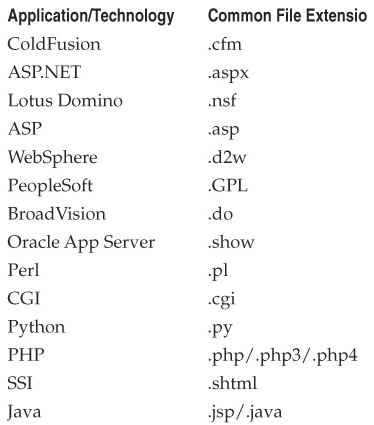 Application/Technology Common File Extensio
ColdFusion .cfm
ASP.NET .aspx
Lotus Domino .nsf
ASP .asp
WebSphere .d2w
PeopleSoft .GPL
BroadVision .do
Oracle App Server .show
Perl .pl
CGI .cgi
Python .py
PHP .php/.php3/.php4
SSI .shtml
Java .jsp/.java